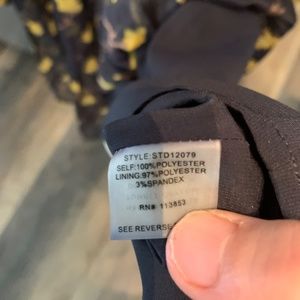 STYLE:STD12079
SELF:100%POLYESTER
LINING:97%POLYESTER
3%SPANDEX
RN#: 113853
SEE REVERSE